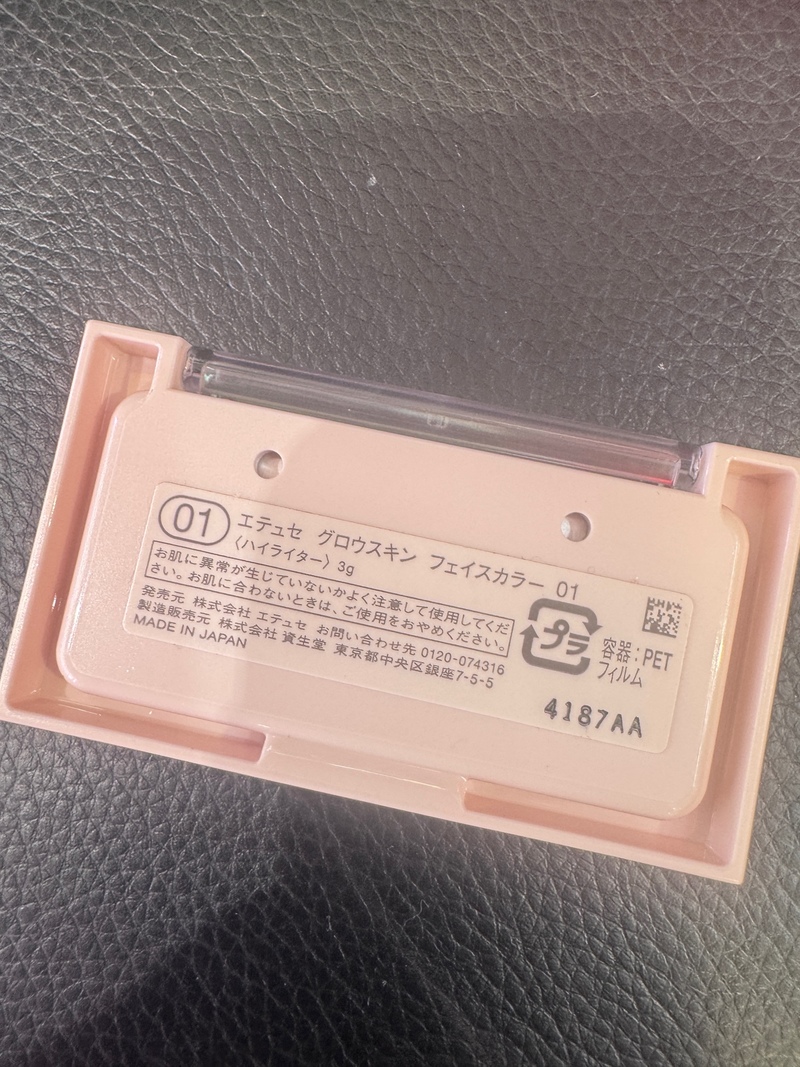 01
エテュセ グロウスキン フェイスカラー 01
〈ハイライター〉3g
お肌に異常が生じていないかよく注意して使用してくだ
さい。お肌に合わないときは、ご使用をおやめください。
発売元 株式会社 エテュセ お問い合わせ先 0120-074316
製造販売元 株式会社 資生堂 東京都中央区銀座7-5-5
MADE IN JAPAN
プラ
容器:PET
フィルム
4187AA